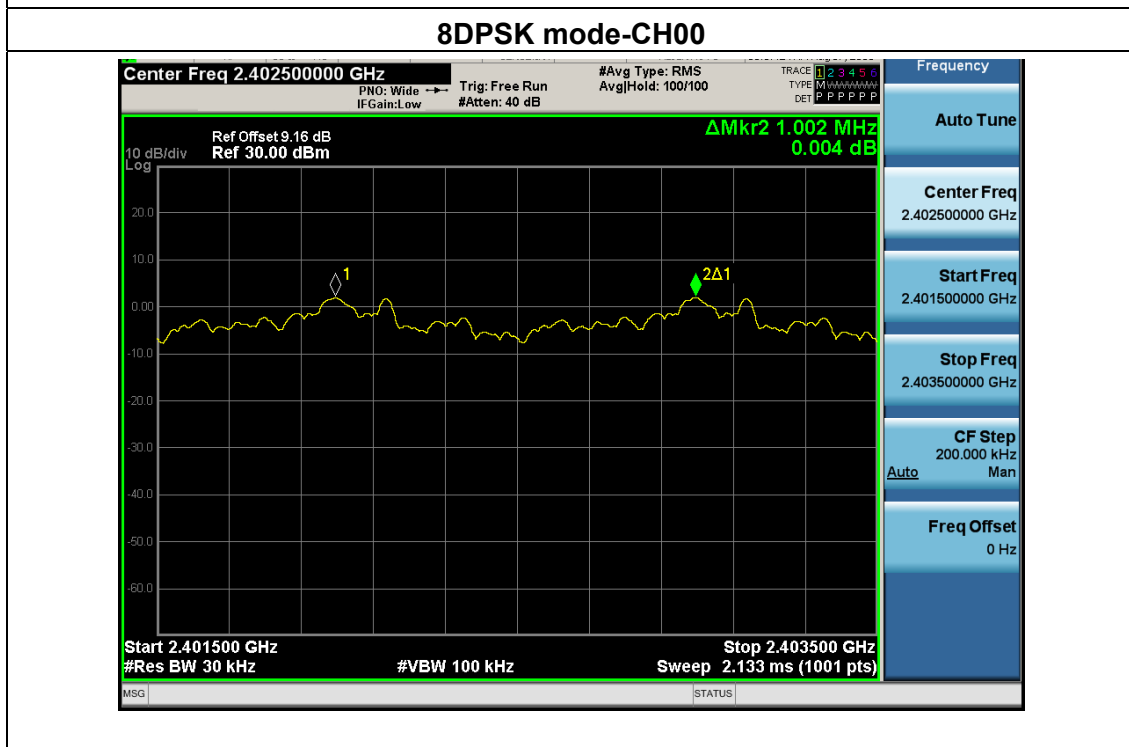 8DPSK mode-CH00
Center Freq 2.402500000 GHz
PNO: Wide
IFGain:Low
Trig: Free Run
#Atten: 40 dB
#Avg Type: RMS
Avg|Hold: 100/100
TRACE 1 2 3 4 5 6
TYPE M
DET P P P P P P
Frequency
Auto Tune
Center Freq
2.402500000 GHz
Start Freq
2.401500000 GHz
Stop Freq
2.403500000 GHz
CF Step
200.000 kHz
Auto Man
Freq Offset
0 Hz
Ref Offset 9.16 dB
10 dB/div Ref 30.00 dBm
Log
ΔMkr2 1.002 MHz
0.004 dB
20.0
10.0
0.00
-10.0
-20.0
-30.0
-40.0
-50.0
-60.0
1
2Δ1
Start 2.401500 GHz
Stop 2.403500 GHz
#Res BW 30 kHz
#VBW 100 kHz
Sweep 2.133 ms (1001 pts)
MSG
STATUS